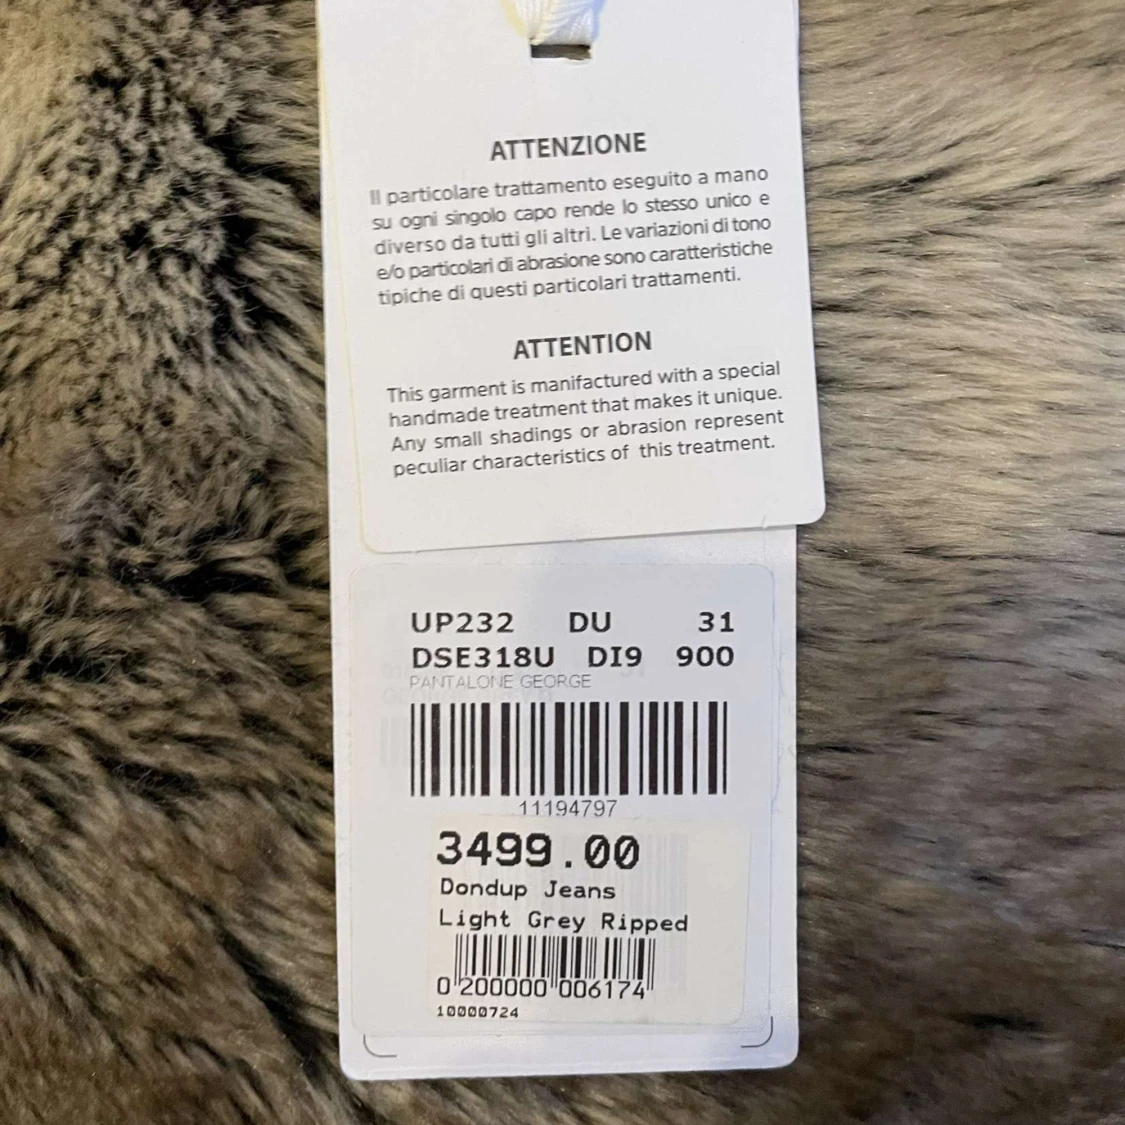 ATTENZIONE
Il particolare trattamento eseguito a mano
su ogni singolo capo rende lo stesso unico e
diverso da tutti gli altri. Le variazioni di tono
e/o particolari di abrasione sono caratteristiche
tipiche di questi particolari trattamenti.
ATTENTION
This garment is manifactured with a special
handmade treatment that makes it unique.
Any small shadings or abrasion represent
peculiar characteristics of this treatment.
UP232 DU 31
DSE318U DI9 900
PANTALONE GEORGE
11194797
3499.00
Dondup Jeans
Light Grey Ripped
0 200000 006174
10000724